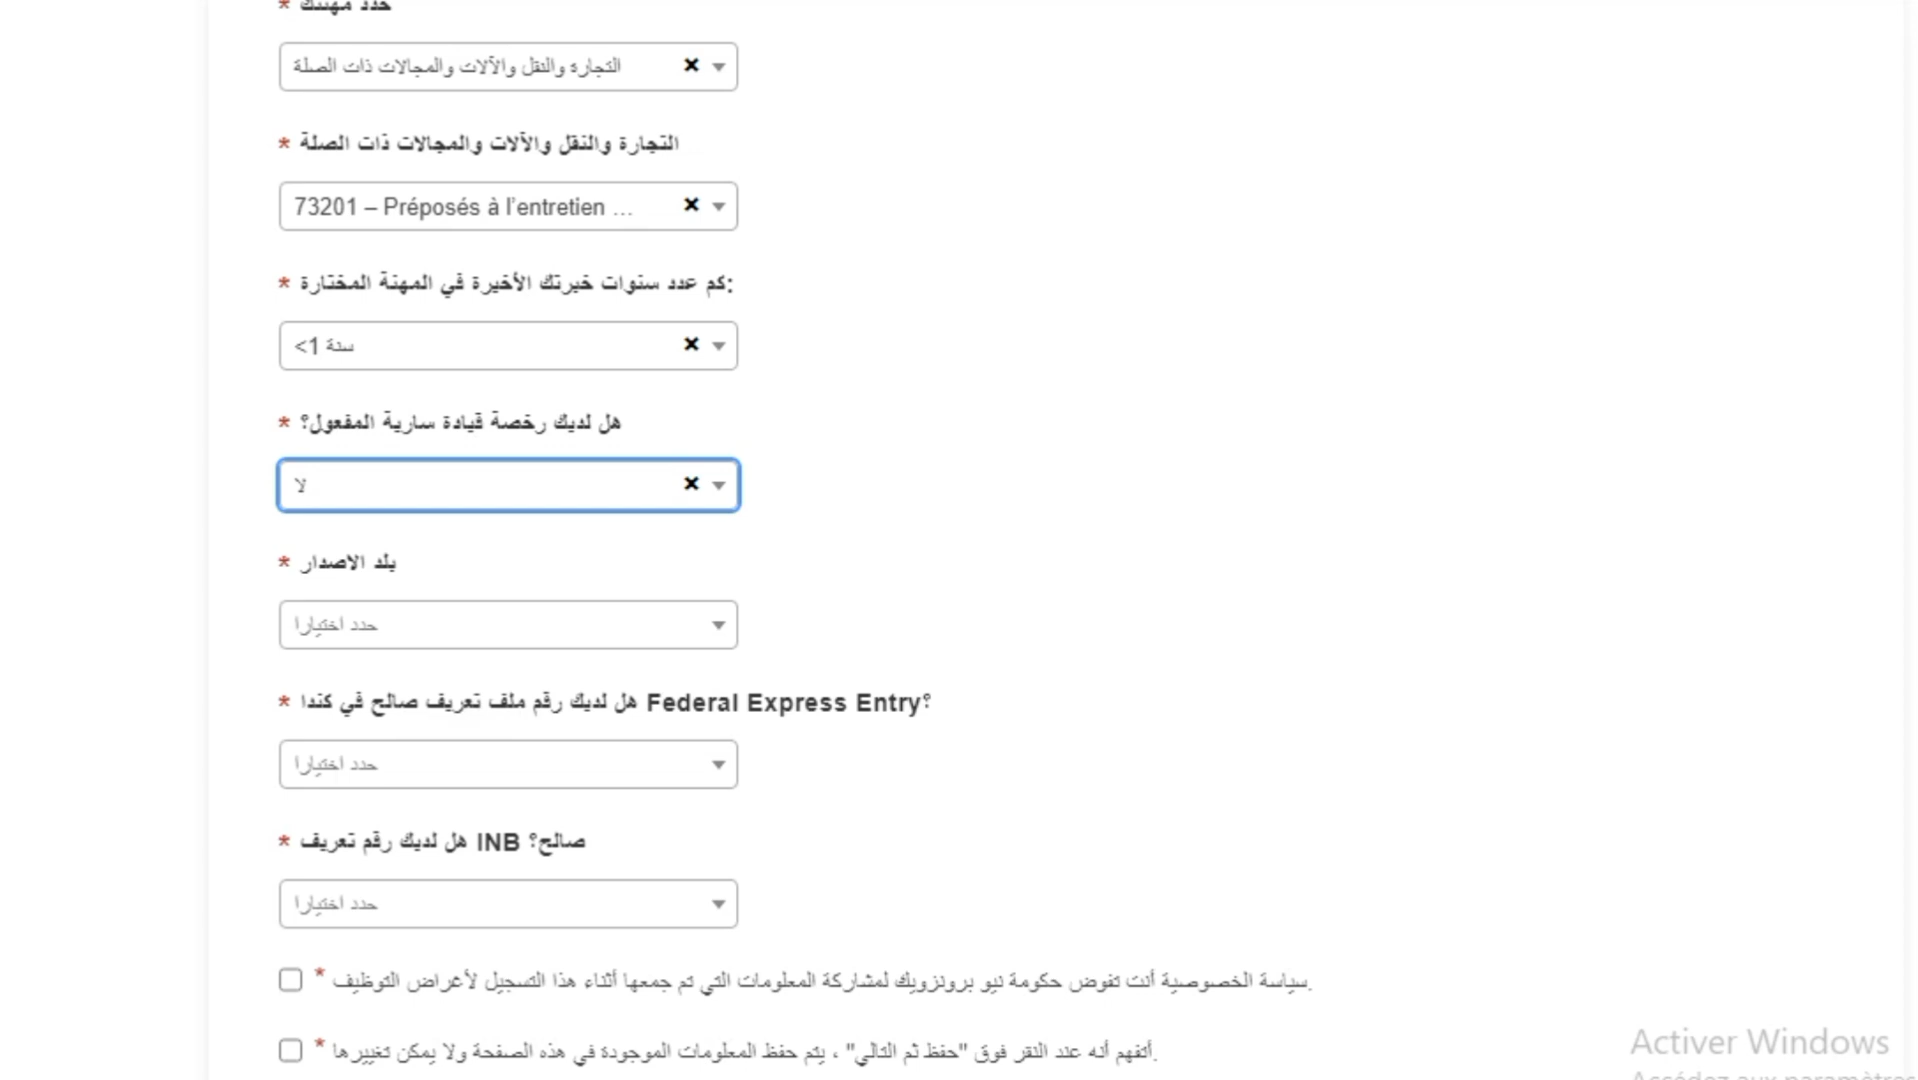 حدد مهنتك *
التجارة والنقل والآلات والمجالات ذات الصلة
التجارة والنقل والآلات والمجالات ذات الصلة *
73201 – Préposés à l’entretien ...
كم عدد سنوات خبرتك الأخيرة في المهنة المختارة: *
<1 سنة
هل لديك رخصة قيادة سارية المفعول؟ *
لا
بلد الاصدار *
حدد اختيارا
هل لديك رقم ملف تعريف صالح في كندا Federal Express Entry؟ *
حدد اختيارا
هل لديك رقم تعريف INB صالح؟ *
حدد اختيارا
* سياسة الخصوصية أنت تفوض حكومة نيو برونزويك لمشاركة المعلومات التي تم جمعها أثناء هذا التسجيل لأغراض التوظيف.
* أتفهم أنه عند النقر فوق "حفظ ثم التالي" ، يتم حفظ المعلومات الموجودة في هذه الصفحة ولا يمكن تغييرها.
Activer Windows
Accédez aux paramètres